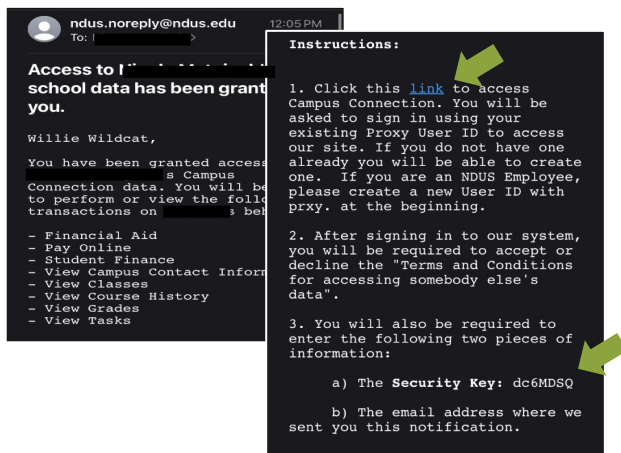 ndus.noreply@ndus.edu 12:05 PM
To:
Access to
school data has been grant
you.
Willie Wildcat,
You have been granted access
s Campus
Connection data. You will be
to perform or view the follo
transactions on s beh
– Financial Aid
– Pay Online
– Student Finance
– View Campus Contact Inform
– View Classes
– View Course History
– View Grades
– View Tasks
Instructions:
1. Click this link to access
Campus Connection. You will be
asked to sign in using your
existing Proxy User ID to access
our site. If you do not have one
already you will be able to create
one. If you are an NDUS Employee,
please create a new User ID with
prxy. at the beginning.
2. After signing in to our system,
you will be required to accept or
decline the "Terms and Conditions
for accessing somebody else's
data".
3. You will also be required to
enter the following two pieces of
information:
a) The Security Key: dc6MDSQ
b) The email address where we
sent you this notification.